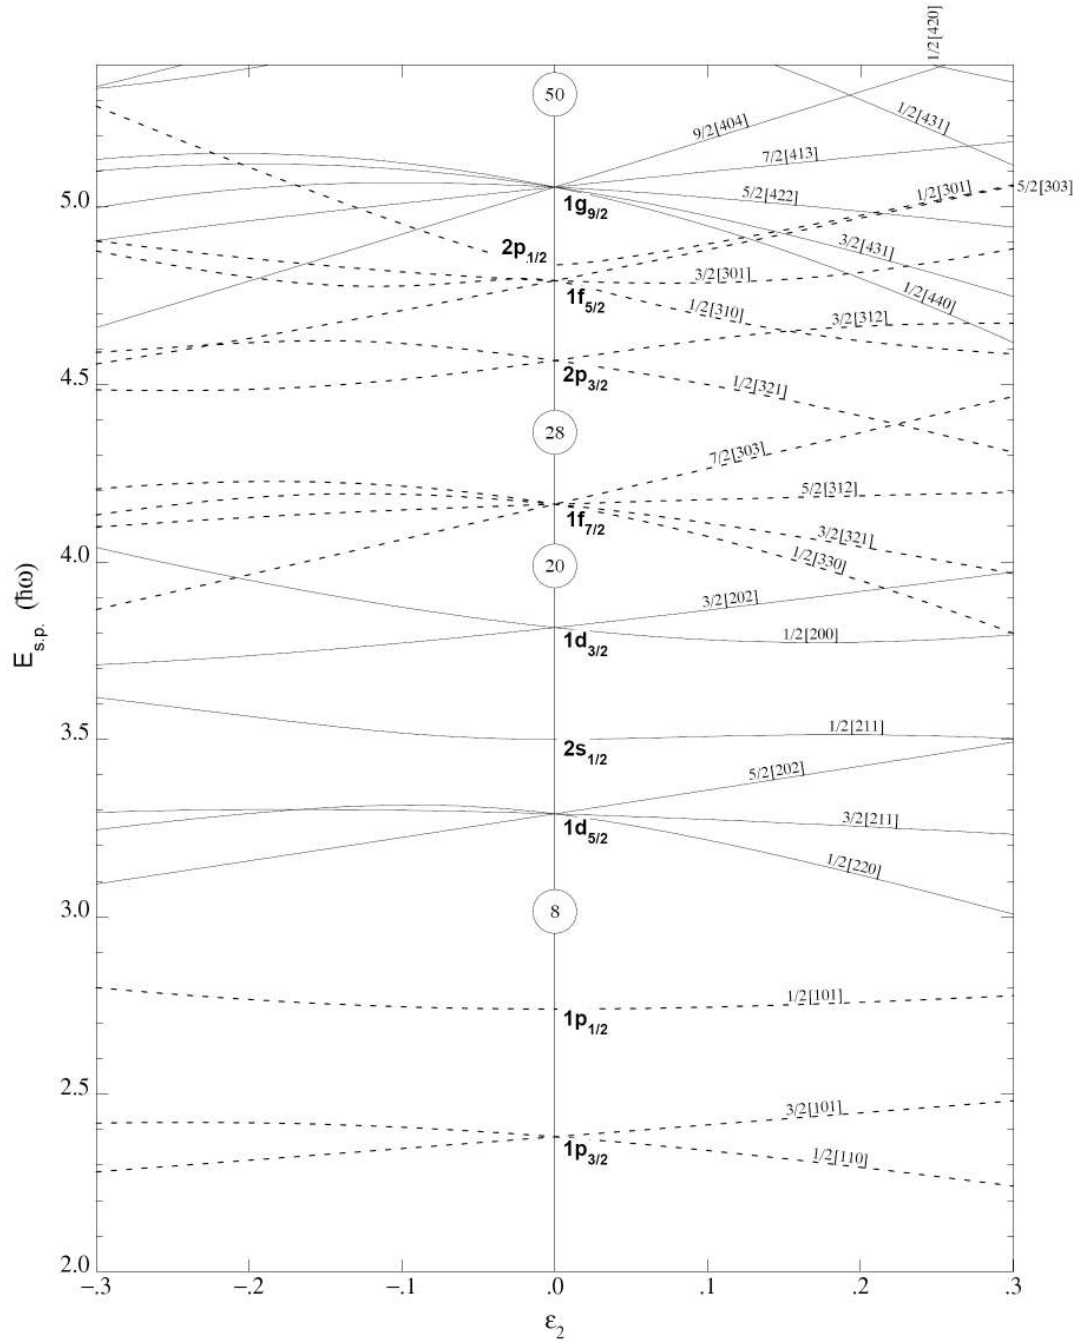 1/2[420]
50
9/2[404]
1/2[431]
7/2[413]
5.0
5/2[422]
1/2[301]
5/2[303]
1g9/2
2p1/2
3/2[431]
3/2[301]
1f5/2
1/2[310]
1/2[440]
3/2[312]
4.5
2p3/2
1/2[321]
28
7/2[303]
5/2[312]
1f7/2
3/2[321]
1/2[330]
4.0
20
3/2[202]
1d3/2
1/2[200]
Es.p. (ħω)
3.5
1/2[211]
2s1/2
5/2[202]
3/2[211]
1d5/2
1/2[220]
3.0
8
1/2[101]
1p1/2
2.5
3/2[101]
1p3/2
1/2[110]
2.0
−.3 −.2 −.1 .0 .1 .2 .3
ε2